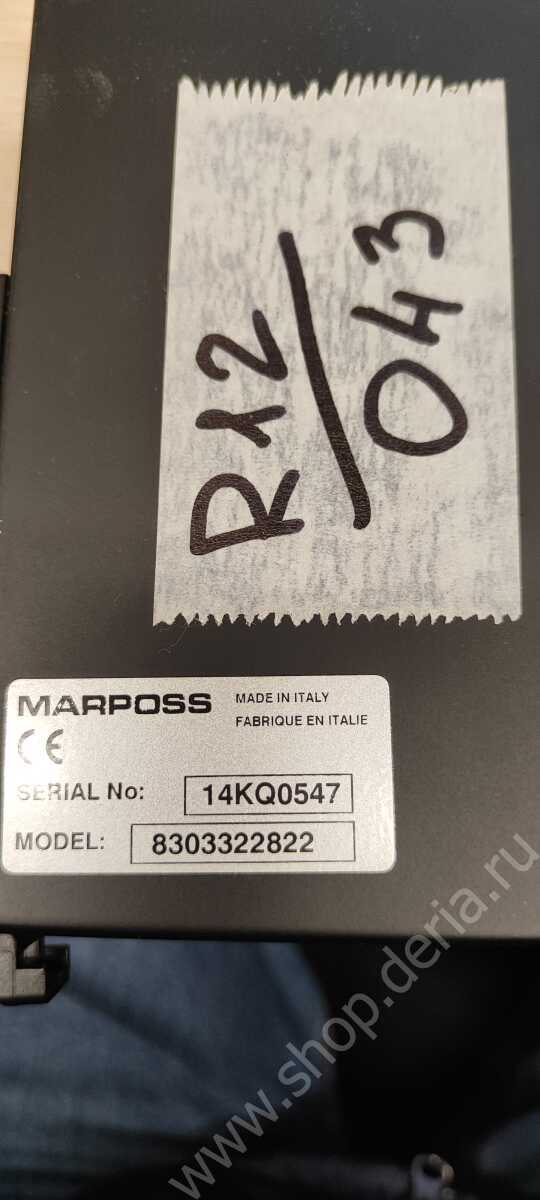 R12
043
MARPOSS
MADE IN ITALY
FABRIQUE EN ITALIE
CE
SERIAL No: 14KQ0547
MODEL: 8303322822
www.shop.deria.ru